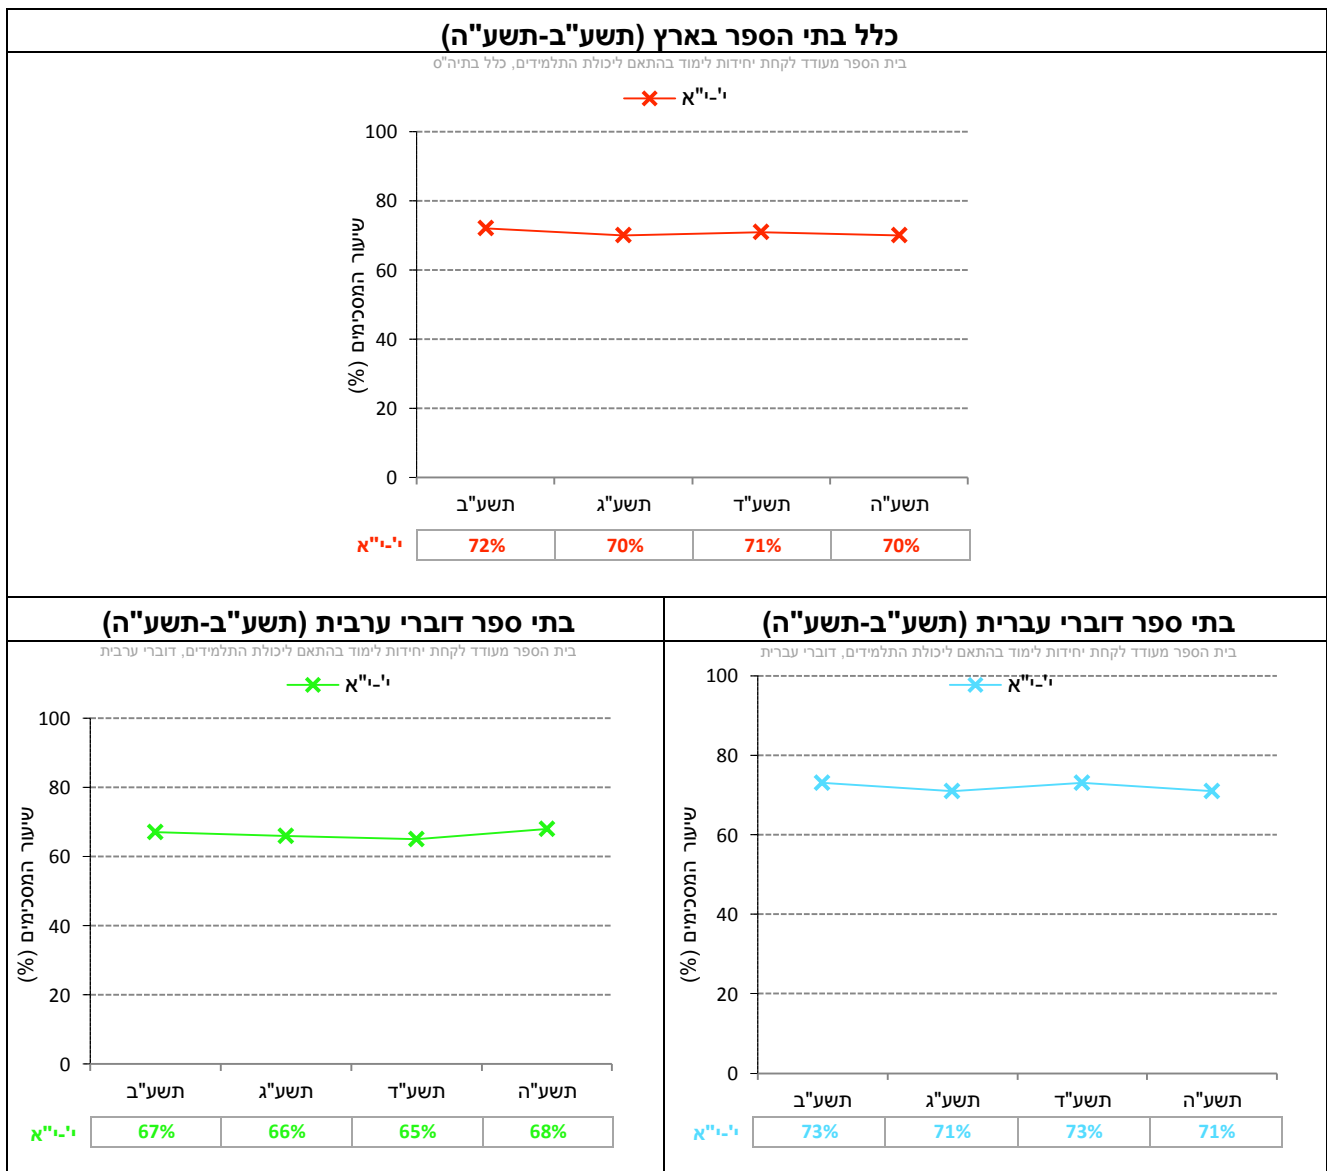 כלל בתי הספר בארץ (תשע"ב-תשע"ה)
בית הספר מעודד לקחת יחידות לימוד בהתאם ליכולת התלמידים, כלל בתיה"ס
י'-י"א
שיעור המסכימים (%)
100
80
60
40
20
0
תשע"ב תשע"ג תשע"ד תשע"ה
י'-י"א 72% 70% 71% 70%
בתי ספר דוברי עברית (תשע"ב-תשע"ה)
בית הספר מעודד לקחת יחידות לימוד בהתאם ליכולת התלמידים, דוברי עברית
י'-י"א
שיעור המסכימים (%)
100
80
60
40
20
0
תשע"ב תשע"ג תשע"ד תשע"ה
י'-י"א 73% 71% 73% 71%
בתי ספר דוברי ערבית (תשע"ב-תשע"ה)
בית הספר מעודד לקחת יחידות לימוד בהתאם ליכולת התלמידים, דוברי ערבית
י'-י"א
שיעור המסכימים (%)
100
80
60
40
20
0
תשע"ב תשע"ג תשע"ד תשע"ה
י'-י"א 67% 66% 65% 68%